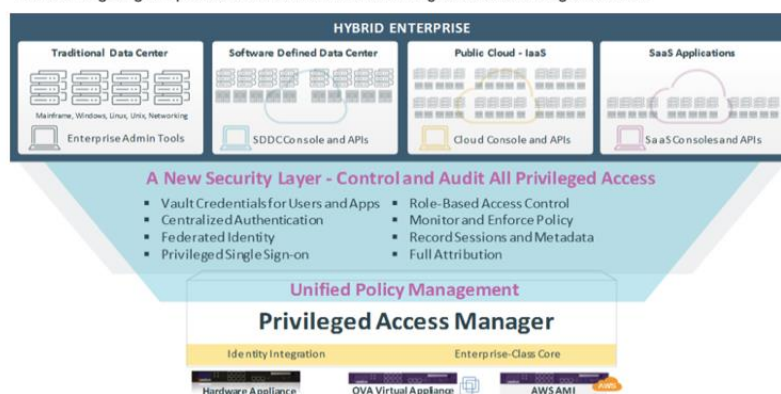 HYBRID ENTERPRISE
Traditional Data Center
Mainframe, Windows, Linux, Unix, Networking
Enterprise Admin Tools
Software Defined Data Center
SDDC Console and APIs
Public Cloud - IaaS
Cloud Console and APIs
SaaS Applications
SaaS Consoles and APIs
A New Security Layer - Control and Audit All Privileged Access
▪ Vault Credentials for Users and Apps
▪ Centralized Authentication
▪ Federated Identity
▪ Privileged Single Sign-on
▪ Role-Based Access Control
▪ Monitor and Enforce Policy
▪ Record Sessions and Metadata
▪ Full Attribution
Unified Policy Management
Privileged Access Manager
Identity Integration
Enterprise-Class Core
Hardware Appliance
OVA Virtual Appliance
AWS AMI
AWS